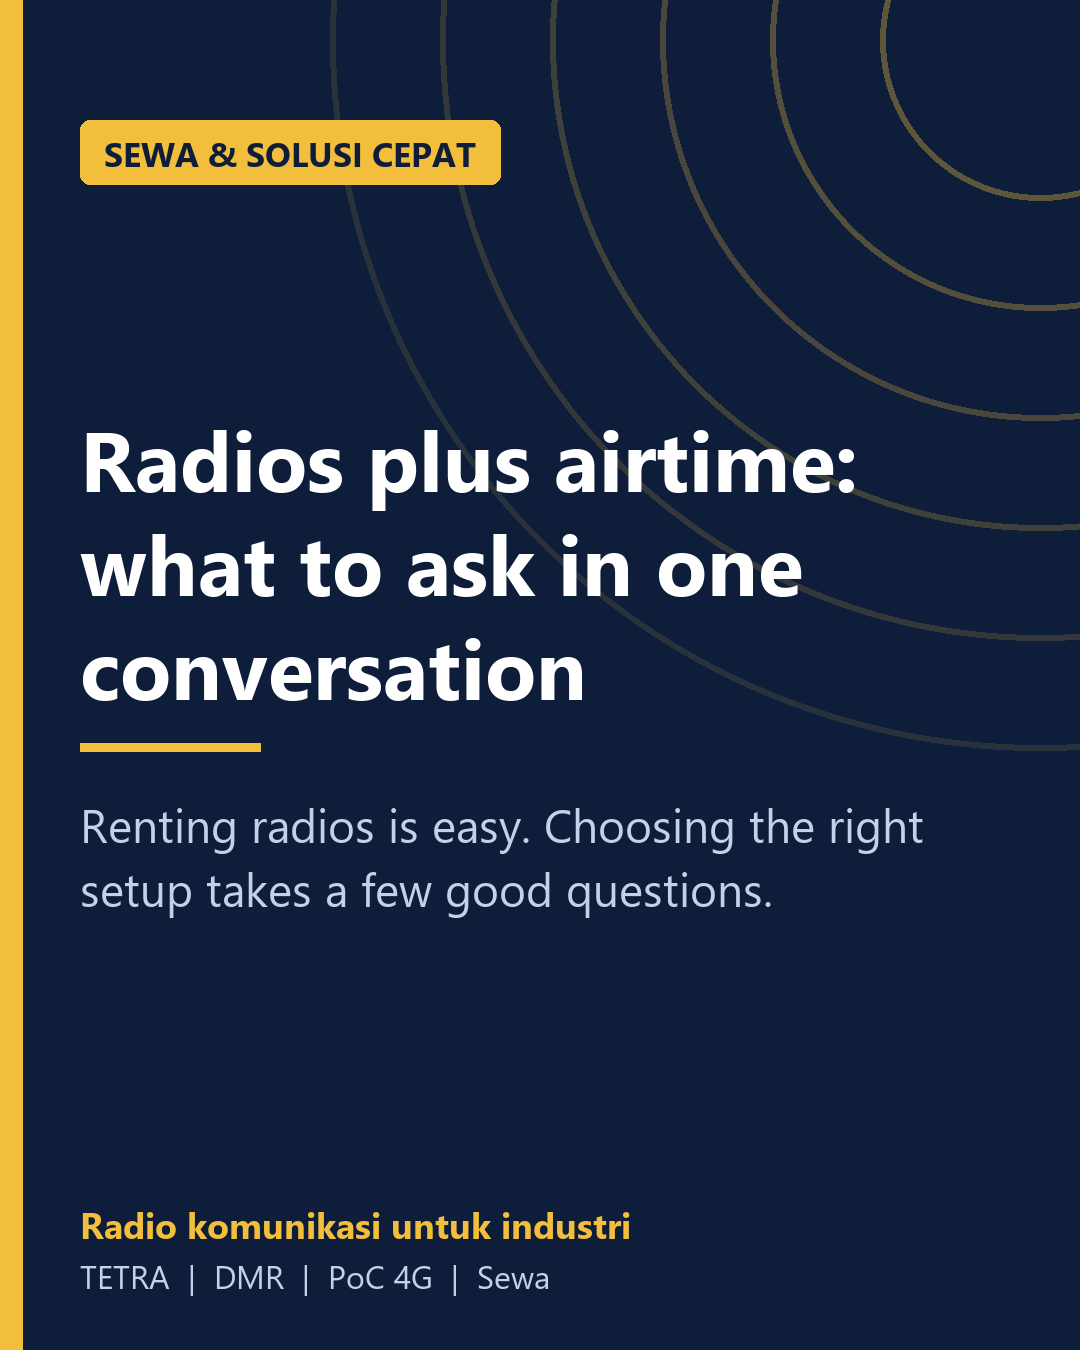 SEWA & SOLUSI CEPAT
Radios plus airtime:
what to ask in one
conversation
Renting radios is easy. Choosing the right
setup takes a few good questions.
Radio komunikasi untuk industri
TETRA | DMR | PoC 4G | Sewa